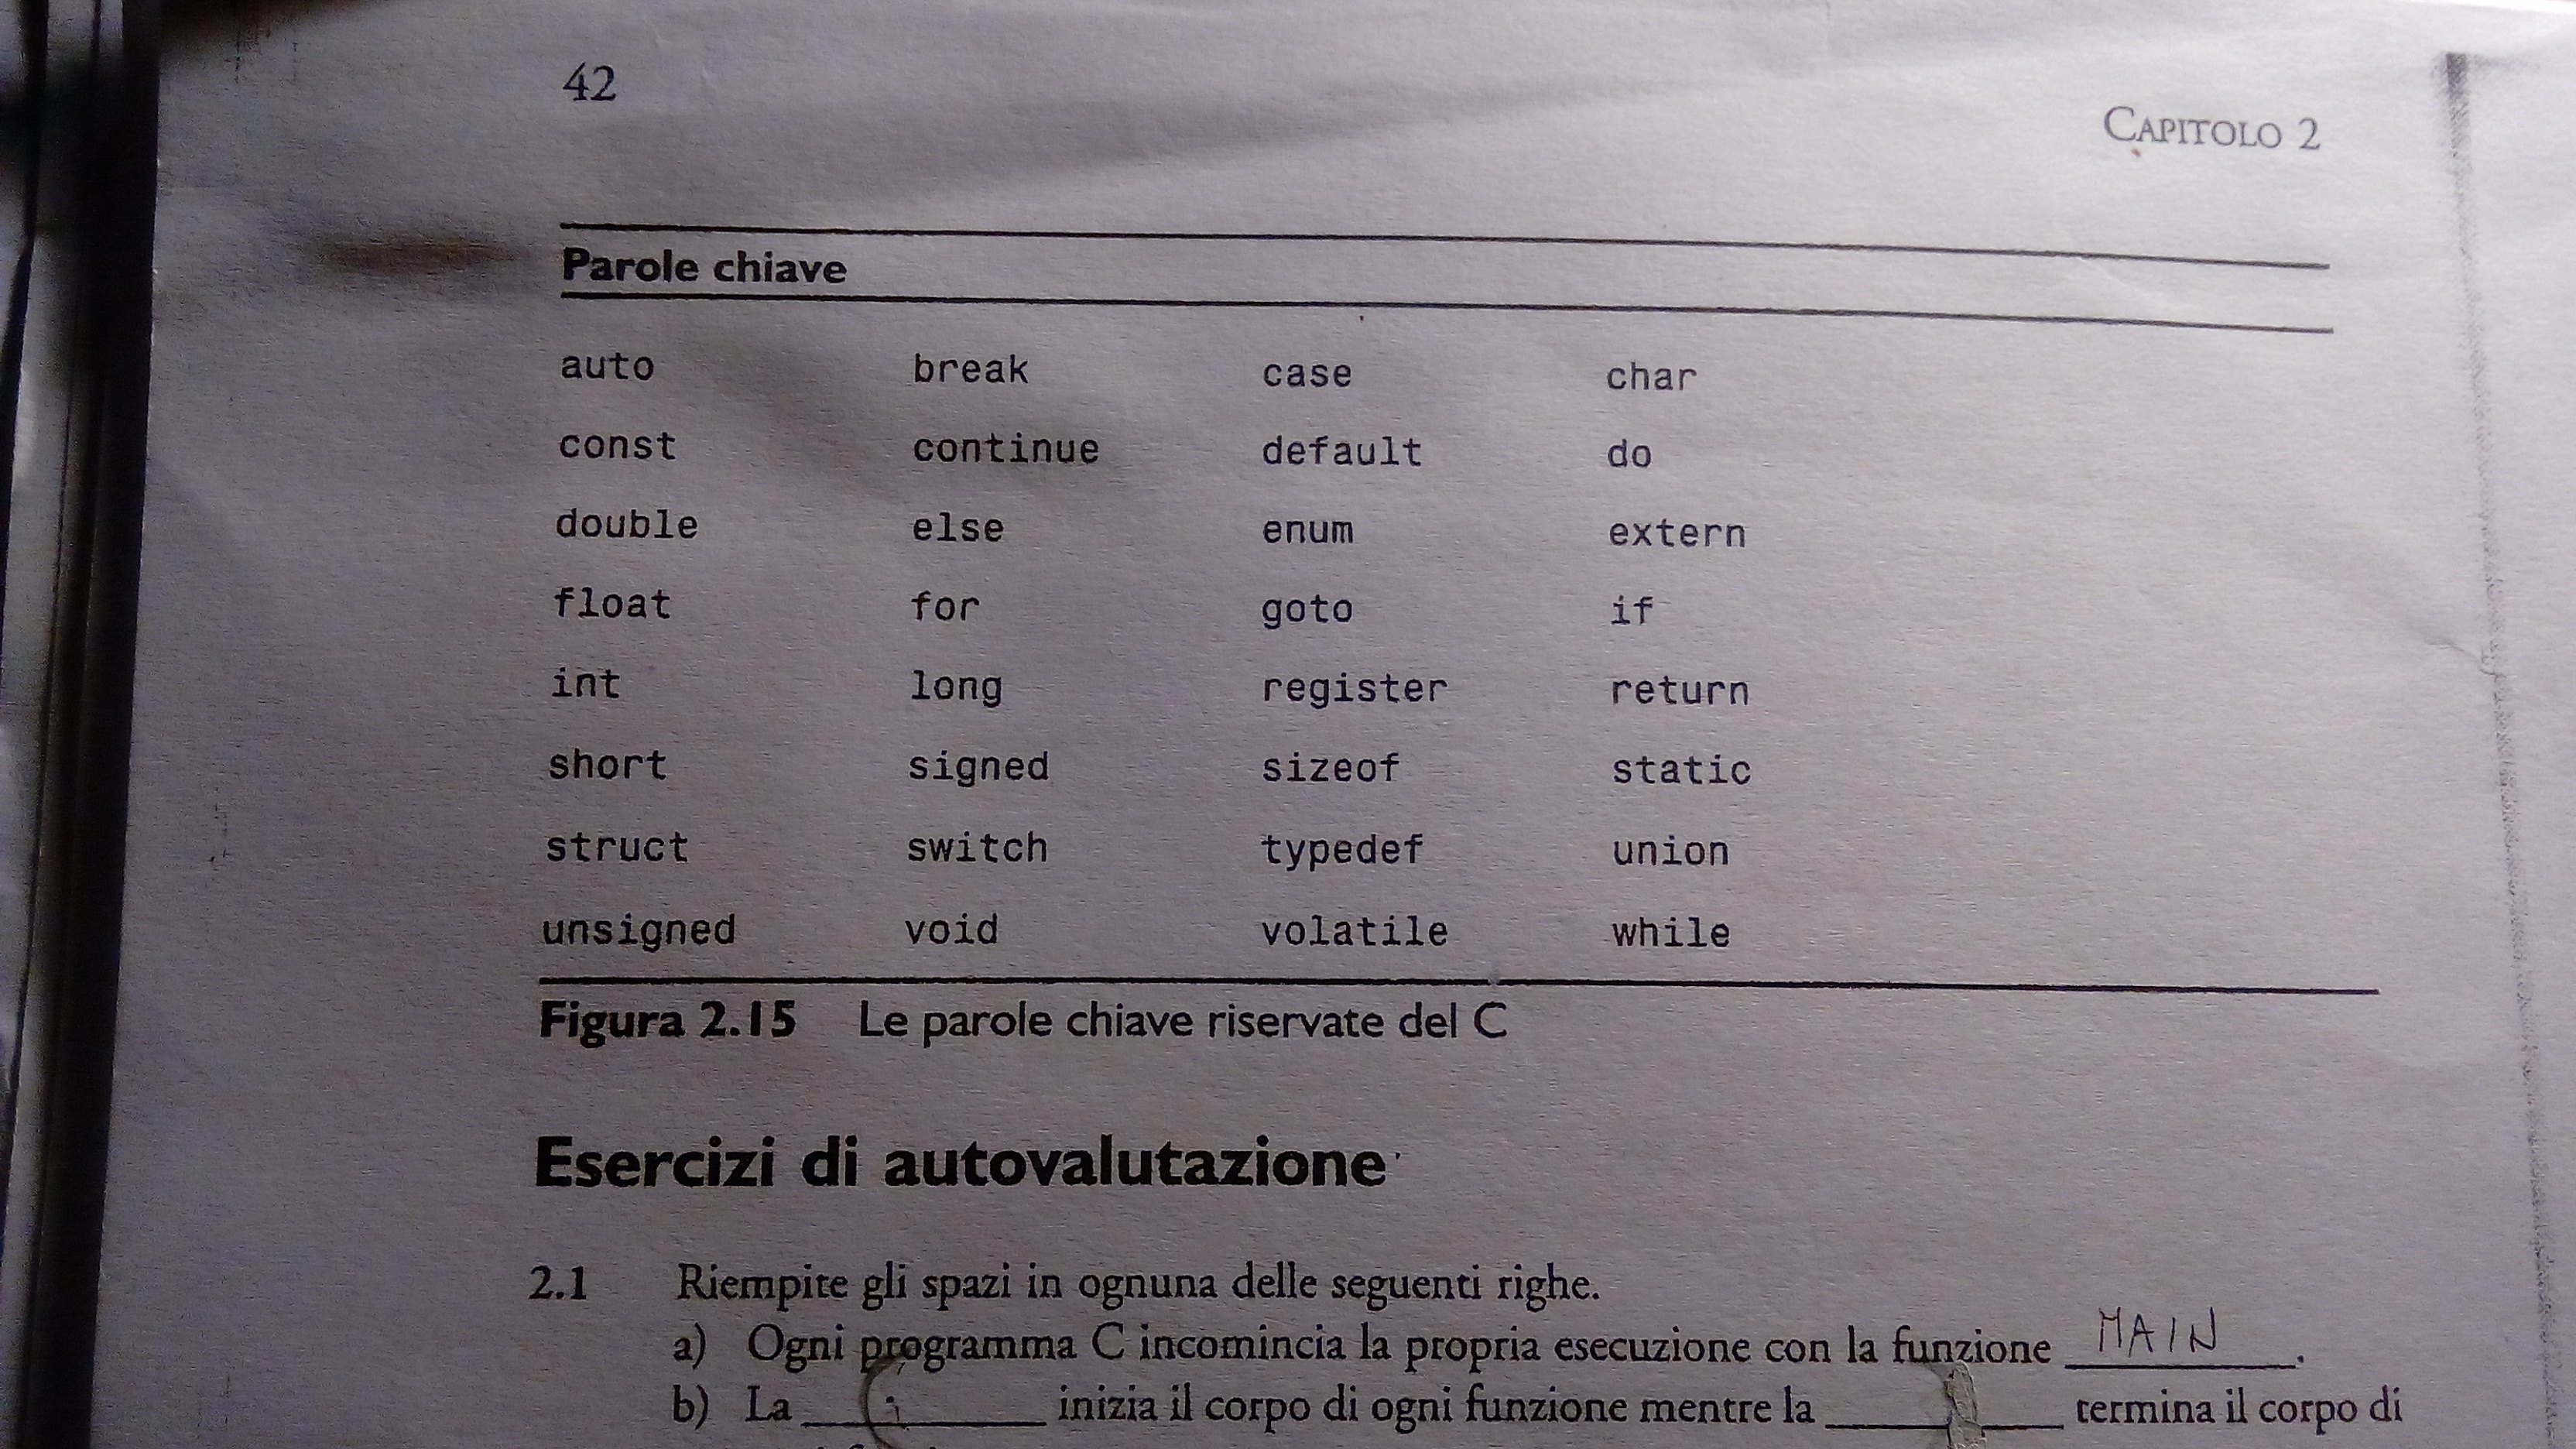 42
CAPITOLO 2
Parole chiave
auto break case char
const continue default do
double else enum extern
float for goto if
int long register return
short signed sizeof static
struct switch typedef union
unsigned void volatile while
Figura 2.15 Le parole chiave riservate del C
Esercizi di autovalutazione
2.1 Riempite gli spazi in ognuna delle seguenti righe.
a) Ogni programma C incomincia la propria esecuzione con la funzione MAIN.
b) La ______ inizia il corpo di ogni funzione mentre la ______ termina il corpo di